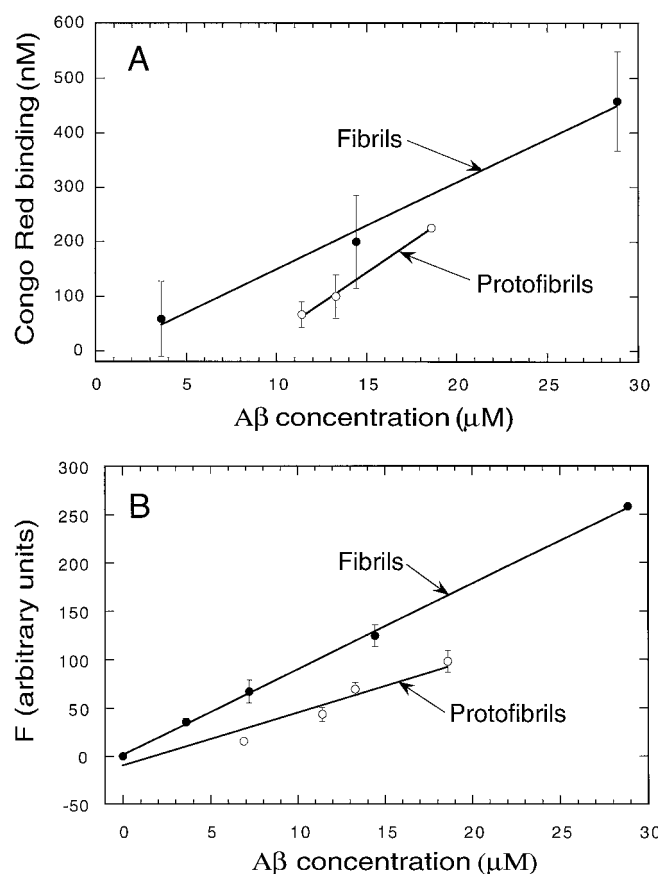 A
Congo Red binding (nM)
600
500
400
300
200
100
0
Fibrils
Protofibrils
0 5 10 15 20 25 30
Aβ concentration (μM)
B
F (arbitrary units)
300
250
200
150
100
50
0
-50
Fibrils
Protofibrils
0 5 10 15 20 25 30
Aβ concentration (μM)